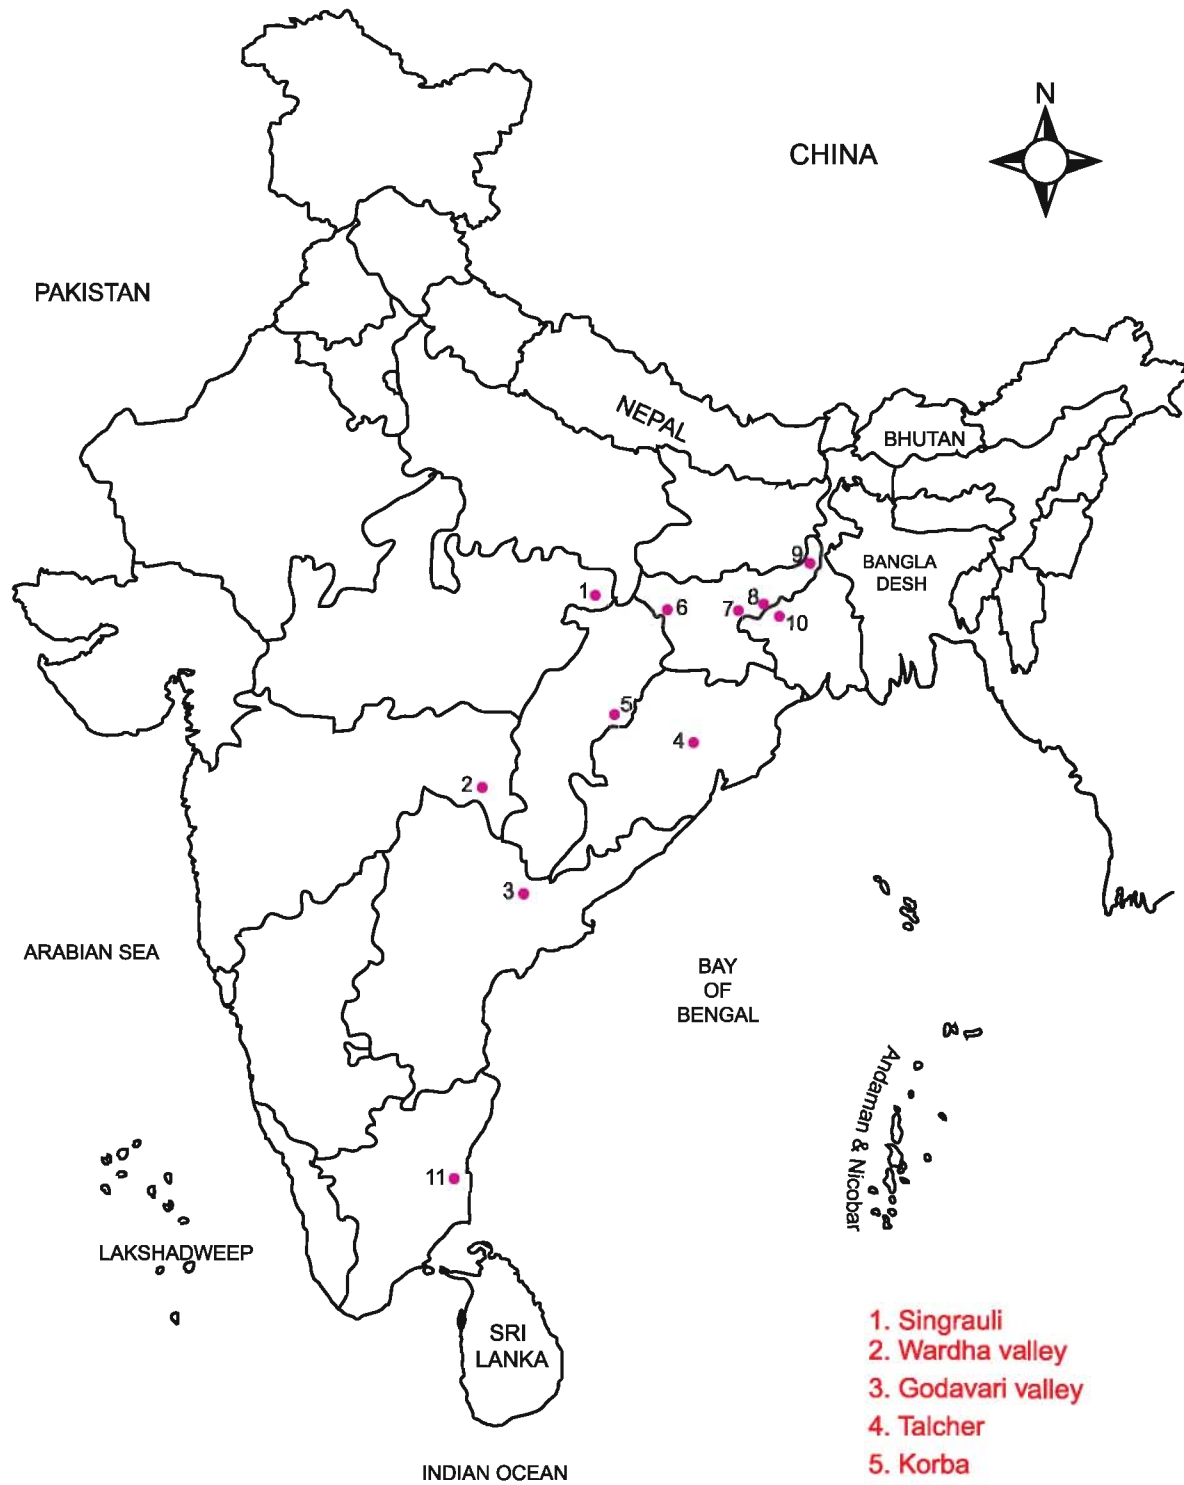 N
CHINA
PAKISTAN
NEPAL
BHUTAN
BANGLA
DESH
9
1
6
7
8
10
5
4
2
3
ARABIAN SEA
BAY
OF
BENGAL
Andaman & Nicobar
11
LAKSHADWEEP
SRI
LANKA
INDIAN OCEAN
1. Singrauli
2. Wardha valley
3. Godavari valley
4. Talcher
5. Korba